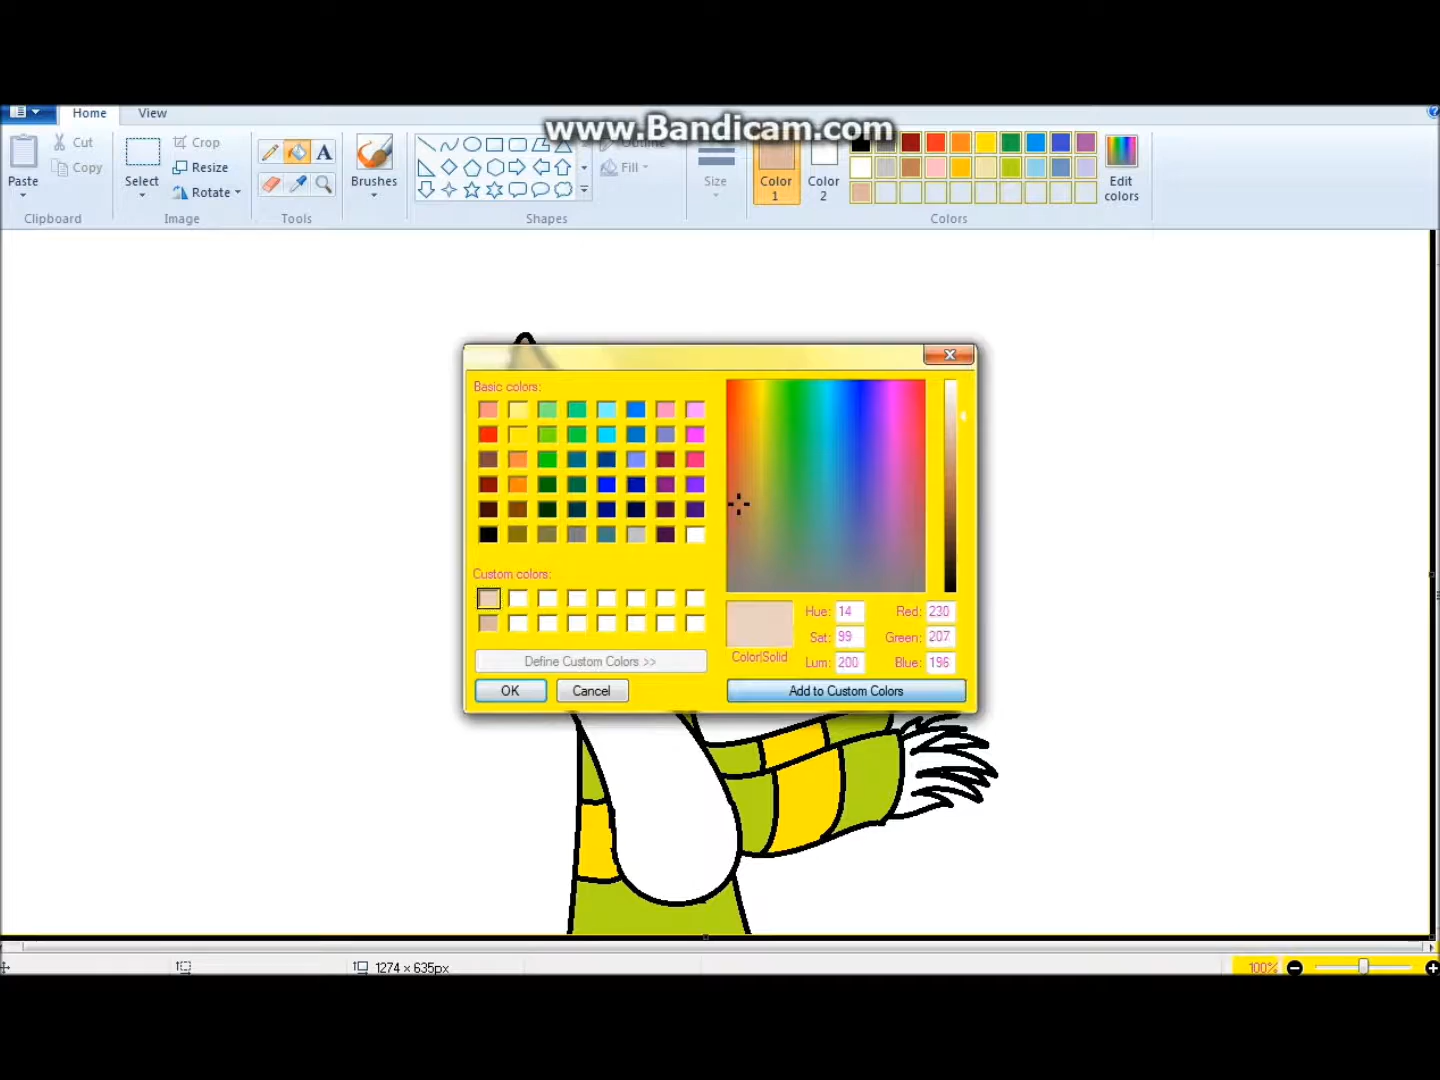 Home View
www.Bandicam.com
Cut
Copy
Paste
Clipboard
Select
Crop
Resize
Rotate
Image
A
Tools
Brushes
Outline
Fill
Shapes
Size
Color 1
Color 2
Edit colors
Colors
Basic colors:
Custom colors:
Define Custom Colors >>
OK Cancel
Color|Solid
Hue: 14 Red: 230
Sat: 99 Green: 207
Lum: 200 Blue: 196
Add to Custom Colors
1274 × 635px
100%